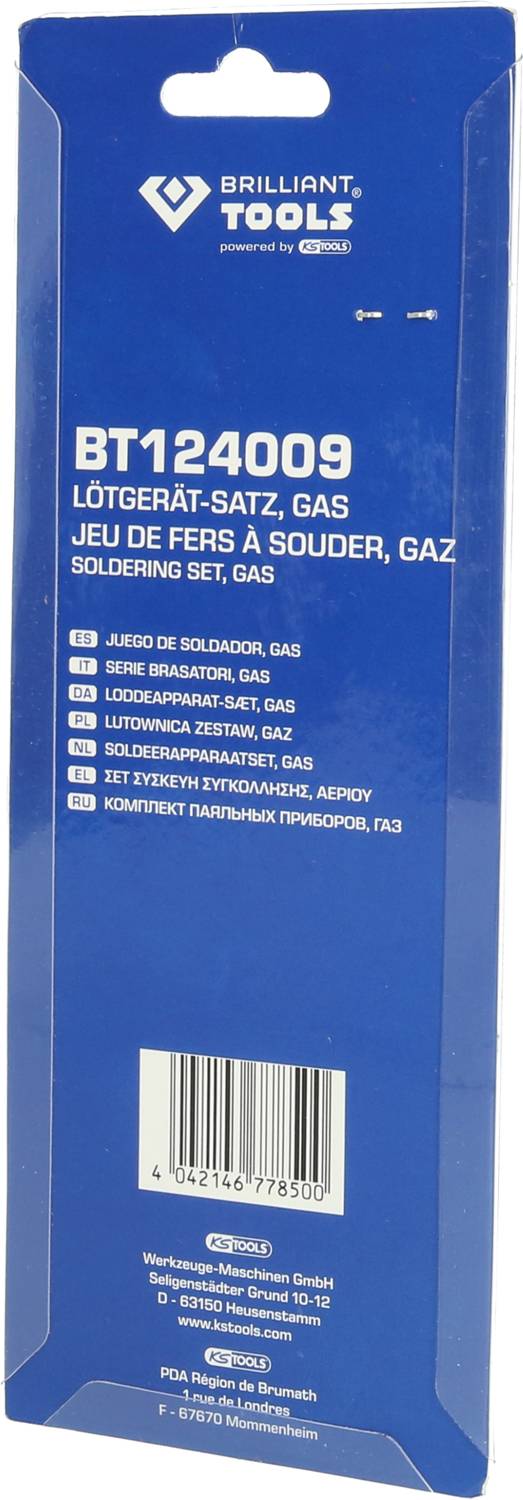 BRILLIANT
TOOLS®
powered by KS TOOLS
BT124009
LÖTGERÄT-SATZ, GAS
JEU DE FERS À SOUDER, GAZ
SOLDERING SET, GAS
ES JUEGO DE SOLDADOR, GAS
IT SERIE BRASATORI, GAS
DA LODDEAPPARAT-SÆT, GAS
PL LUTOWNICA ZESTAW, GAZ
NL SOLDEERAPPARAATSET, GAS
EL ΣΕΤ ΣΥΣΚΕΥΗ ΣΥΓΚΟΛΛΗΣΗΣ, ΑΕΡΙΟΥ
RU КОМПЛЕКТ ПАЯЛЬНЫХ ПРИБОРОВ, ГАЗ
4 042146 778500
KS TOOLS
Werkzeuge-Maschinen GmbH
Seligenstädter Grund 10-12
D - 63150 Heusenstamm
www.kstools.com
KS TOOLS
PDA Région de Brumath
1 rue de Londres
F - 67670 Mommenheim